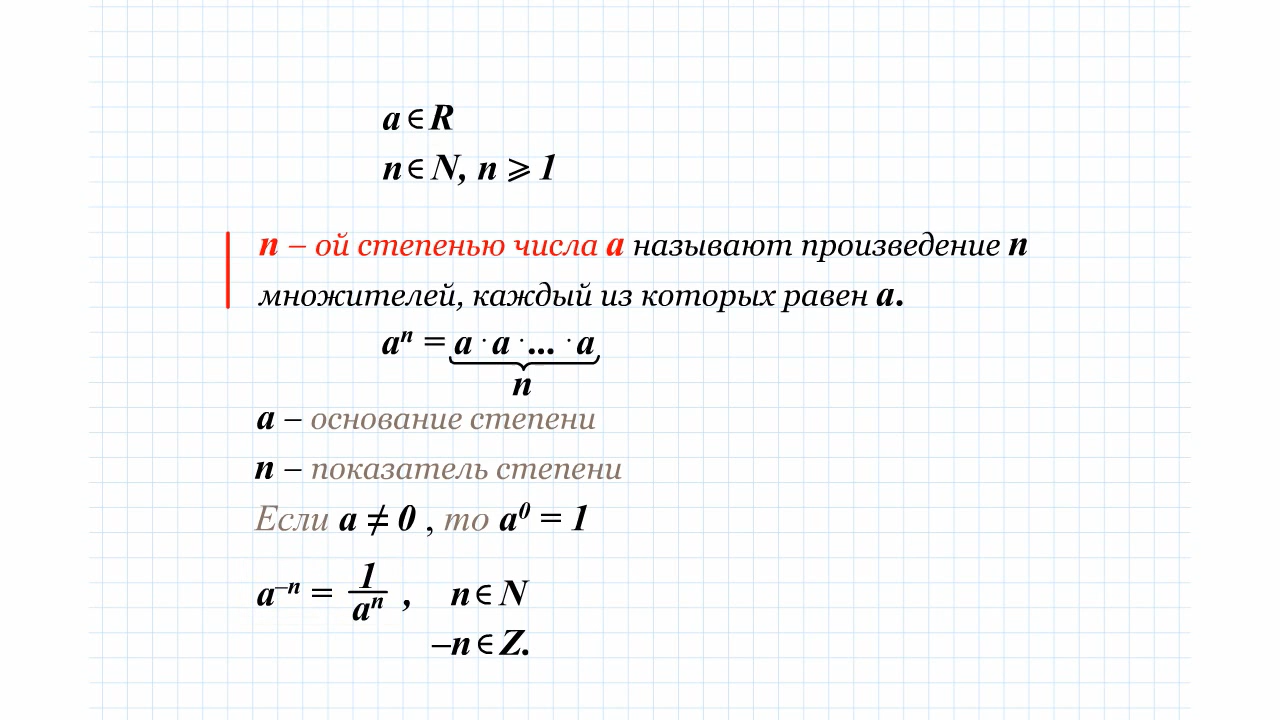 a ∈ R
n ∈ N, n ⩾ 1
n – ой степенью числа a называют произведение n
множителей, каждый из которых равен a.
aⁿ = a · a · ... · a
n
a – основание степени
n – показатель степени
Если a ≠ 0 , то a⁰ = 1
a⁻ⁿ = 1/aⁿ , n ∈ N
–n ∈ Z.